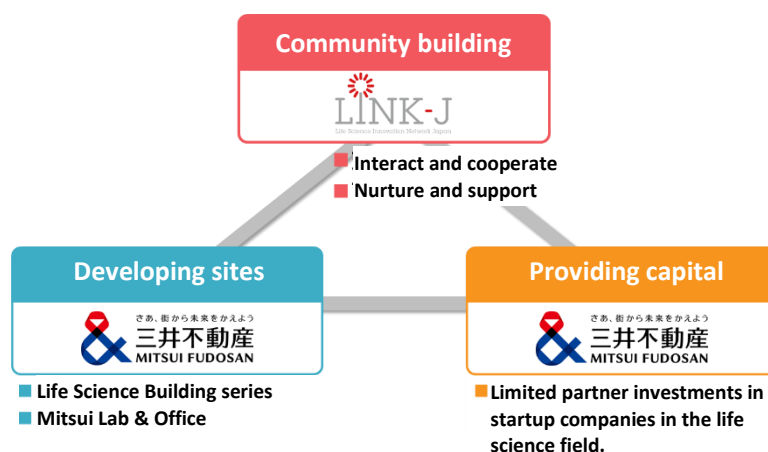 Community building
LINK-J
Life Science Innovation Network Japan
Interact and cooperate
Nurture and support
Developing sites
さあ、街から未来をかえよう
三井不動産
MITSUI FUDOSAN
Life Science Building series
Mitsui Lab & Office
Providing capital
さあ、街から未来をかえよう
三井不動産
MITSUI FUDOSAN
Limited partner investments in
startup companies in the life
science field.